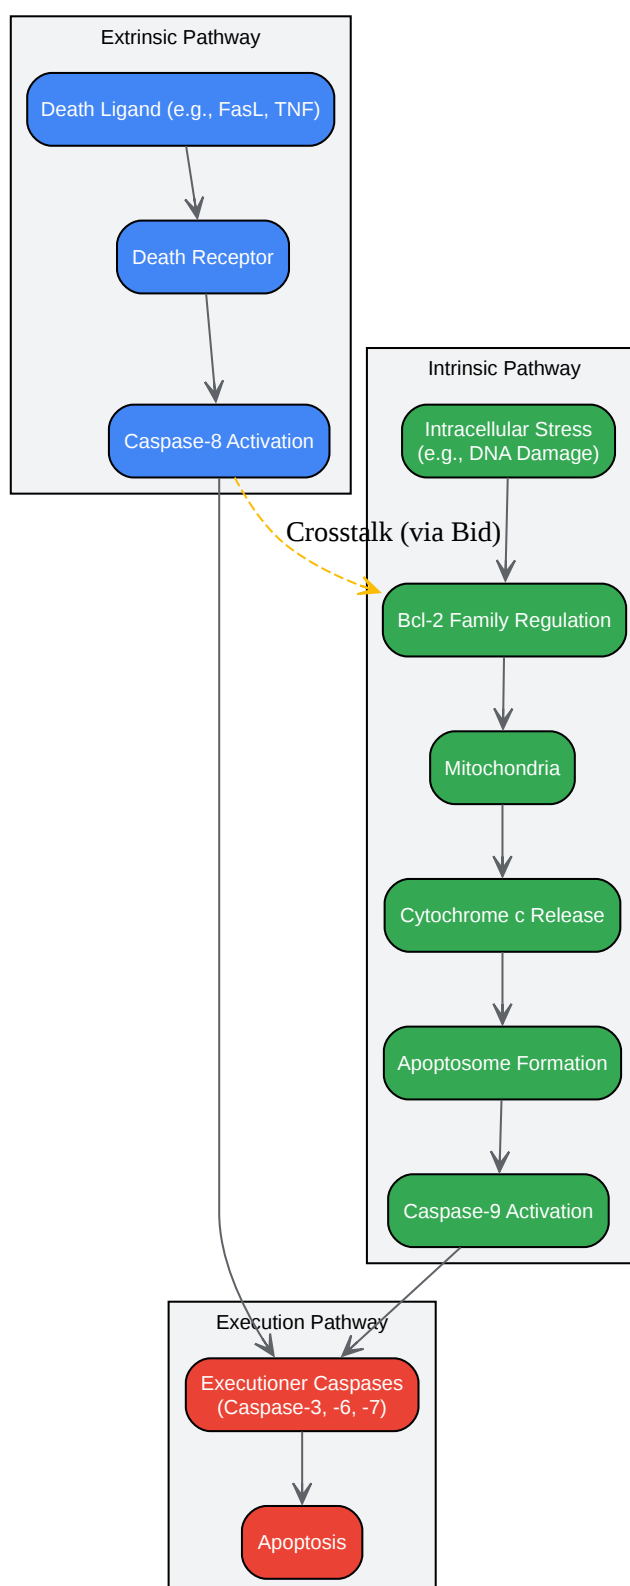 Extrinsic Pathway
Death Ligand (e.g., FasL, TNF)
Death Receptor
Caspase-8 Activation
Intrinsic Pathway
Intracellular Stress
(e.g., DNA Damage)
Crosstalk (via Bid)
Bcl-2 Family Regulation
Mitochondria
Cytochrome c Release
Apoptosome Formation
Caspase-9 Activation
Execution Pathway
Executioner Caspases
(Caspase-3, -6, -7)
Apoptosis